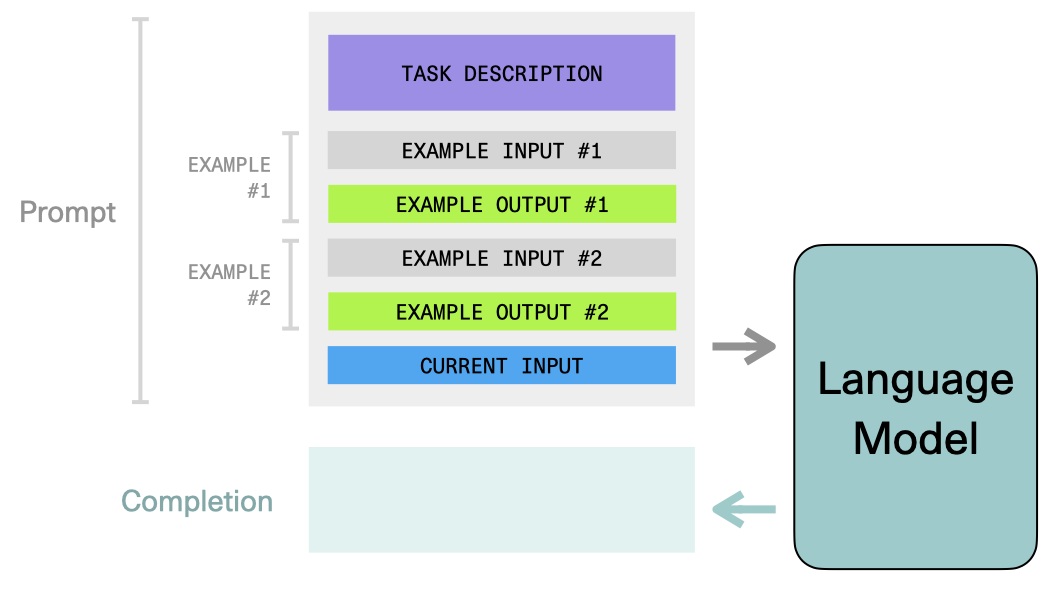 TASK DESCRIPTION
EXAMPLE INPUT #1
EXAMPLE
#1
EXAMPLE OUTPUT #1
Prompt
EXAMPLE INPUT #2
EXAMPLE
#2
EXAMPLE OUTPUT #2
CURRENT INPUT
Language
Model
Completion